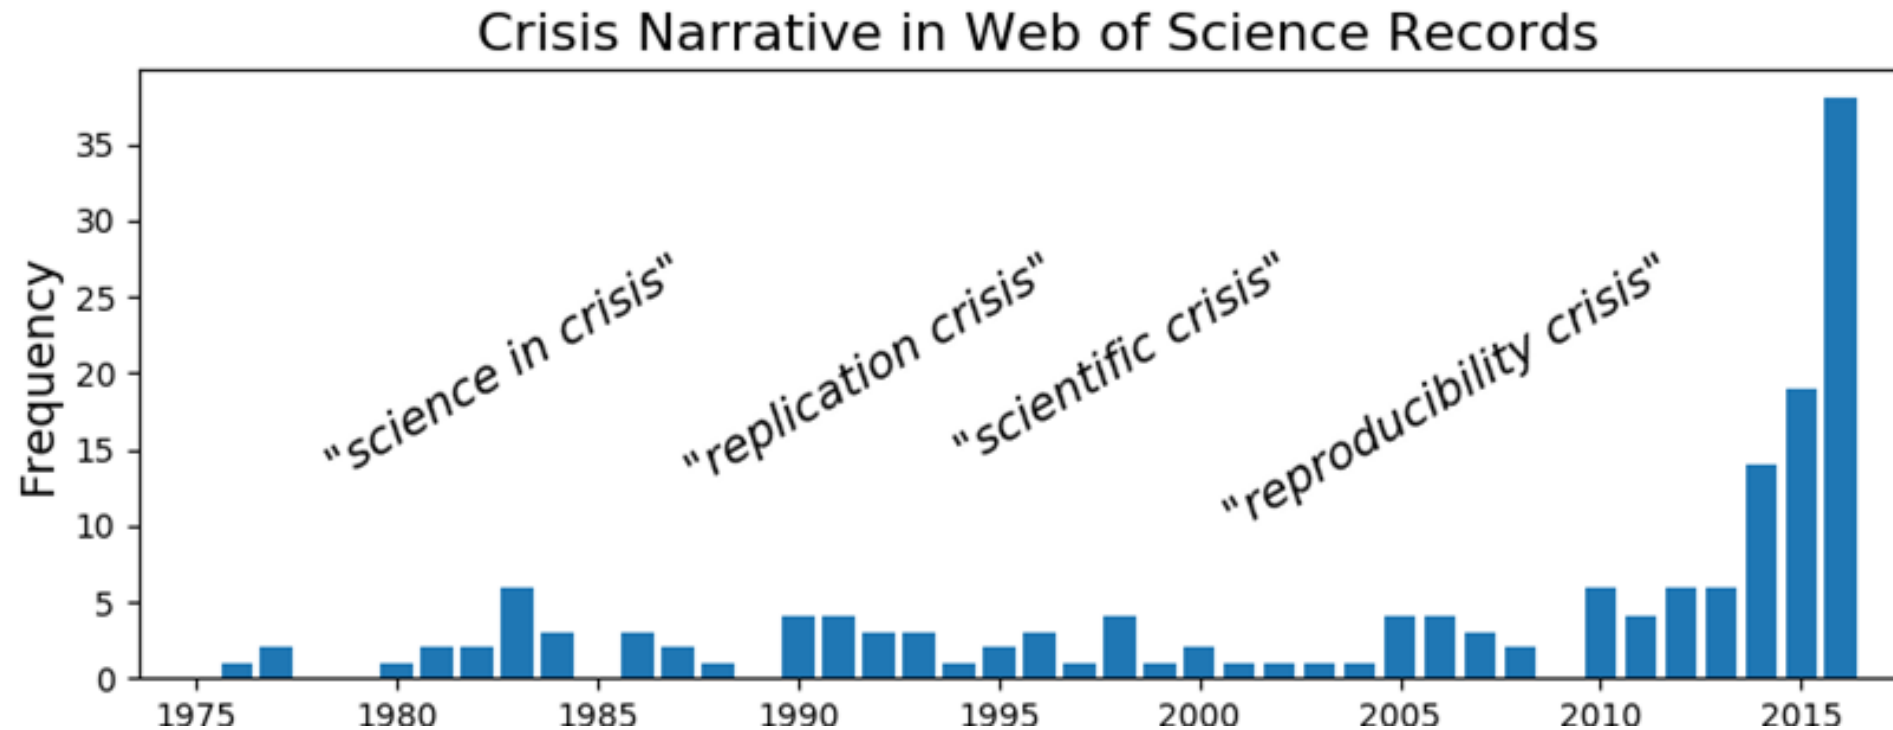 Crisis Narrative in Web of Science Records
Frequency
35
30
25
20
15
10
5
0
"science in crisis"
"replication crisis"
"scientific crisis"
"reproducibility crisis"
1975 1980 1985 1990 1995 2000 2005 2010 2015